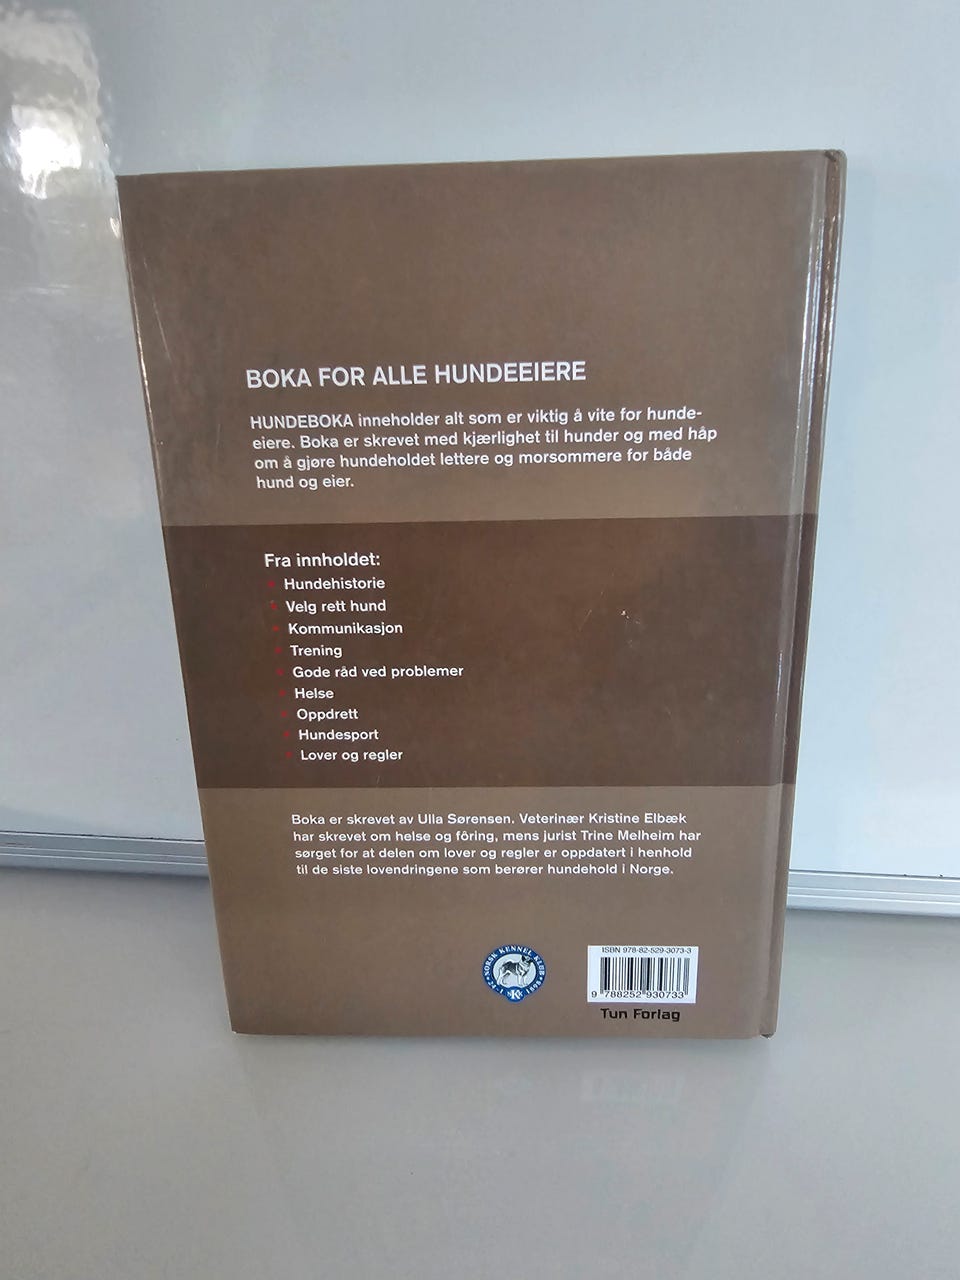 BOKA FOR ALLE HUNDEEIERE
HUNDEBOKA inneholder alt som er viktig å vite for hunde-
eiere. Boka er skrevet med kjærlighet til hunder og med håp
om å gjøre hundeholdet lettere og morsommere for både
hund og eier.
Fra innholdet:
Hundehistorie
Velg rett hund
Kommunikasjon
Trening
Gode råd ved problemer
Helse
Oppdrett
Hundesport
Lover og regler
Boka er skrevet av Ulla Sørensen. Veterinær Kristine Elbæk
har skrevet om helse og fôring, mens jurist Trine Melheim har
sørget for at delen om lover og regler er oppdatert i henhold
til de siste lovendringene som berører hundehold i Norge.
NORSK KENNEL KLUB
NKK
1898
ISBN 978-82-529-3073-3
9 788252 930733
Tun Forlag